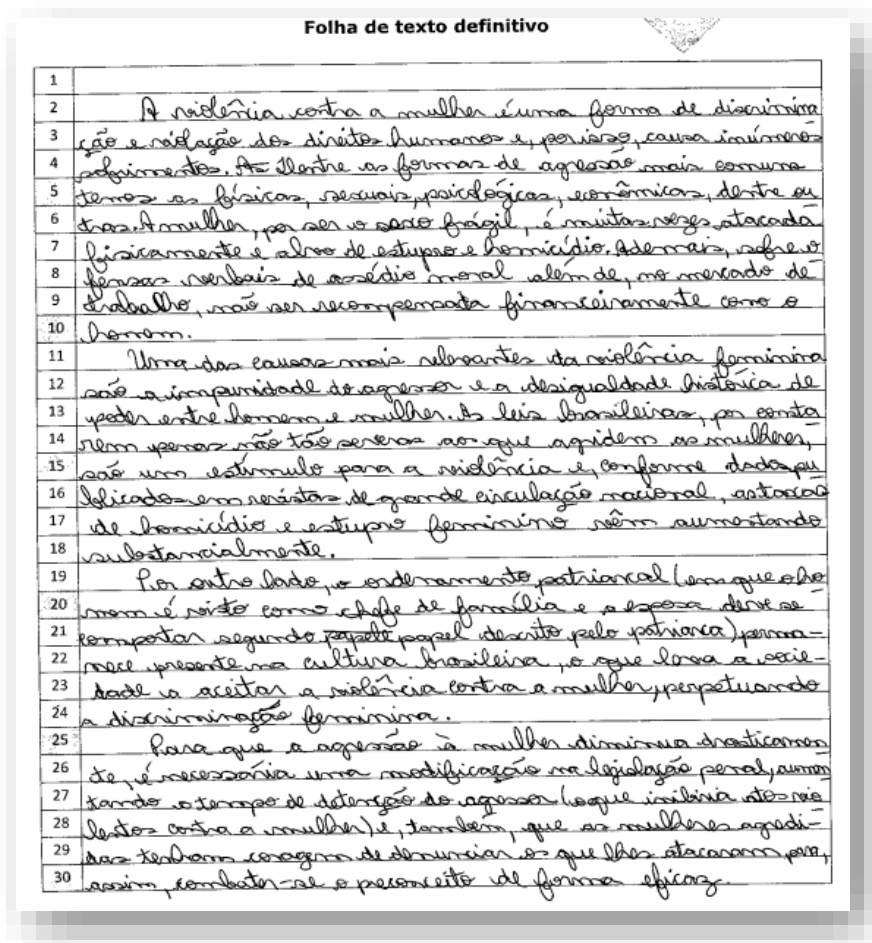 Folha de texto definitivo
1
2 A violência contra a mulher é uma forma de discrimina
3 ção e violação dos direitos humanos e, por isso, causa inúmeros
4 sofrimentos. As Dentre as formas de agressão mais comuns
5 temos as físicas, sexuais, psicológicas, econômicas, dentre ou
6 tras. A mulher, por ser o sexo frágil, é muitas vezes atacada
7 fisicamente e alvo de estupro e homicídio. Ademais, sofre o
8 fensas verbais de assédio moral além de, no mercado de
9 trabalho, não ser recompensada financeiramente como o
10 homem.
11 Uma das causas mais relevantes da violência feminina
12 são a impunidade do agressor e a desigualdade histórica de
13 poder entre homem e mulher. As leis brasileiras, por consta
14 rem penas não tão severas aos que agridem as mulheres,
15 são um estímulo para a violência e, conforme dados pu
16 blicados em revistas de grande circulação nacional, as taxas
17 de homicídio e estupro feminino vêm aumentando
18 substancialmente.
19 Por outro lado, o ordenamento patriarcal (em que o ho
20 mem é visto como chefe de família e a esposa deve se
21 comportar segundo papel descrito pelo patriarca) perma-
22 nece presente na cultura brasileira, o que leva a socie-
23 dade a aceitar a violência contra a mulher, perpetuando
24 a discriminação feminina.
25 Para que a agressão à mulher diminua drasticamen
26 te, é necessária uma modificação na legislação penal, aumen
27 tando o tempo de detenção do agressor (o que inibiria atos vio
28 lentos contra a mulher) e, também, que as mulheres agredi-
29 das tenham coragem de denunciar os que lhes atacaram para,
30 assim, combater-se o preconceito de forma eficaz.